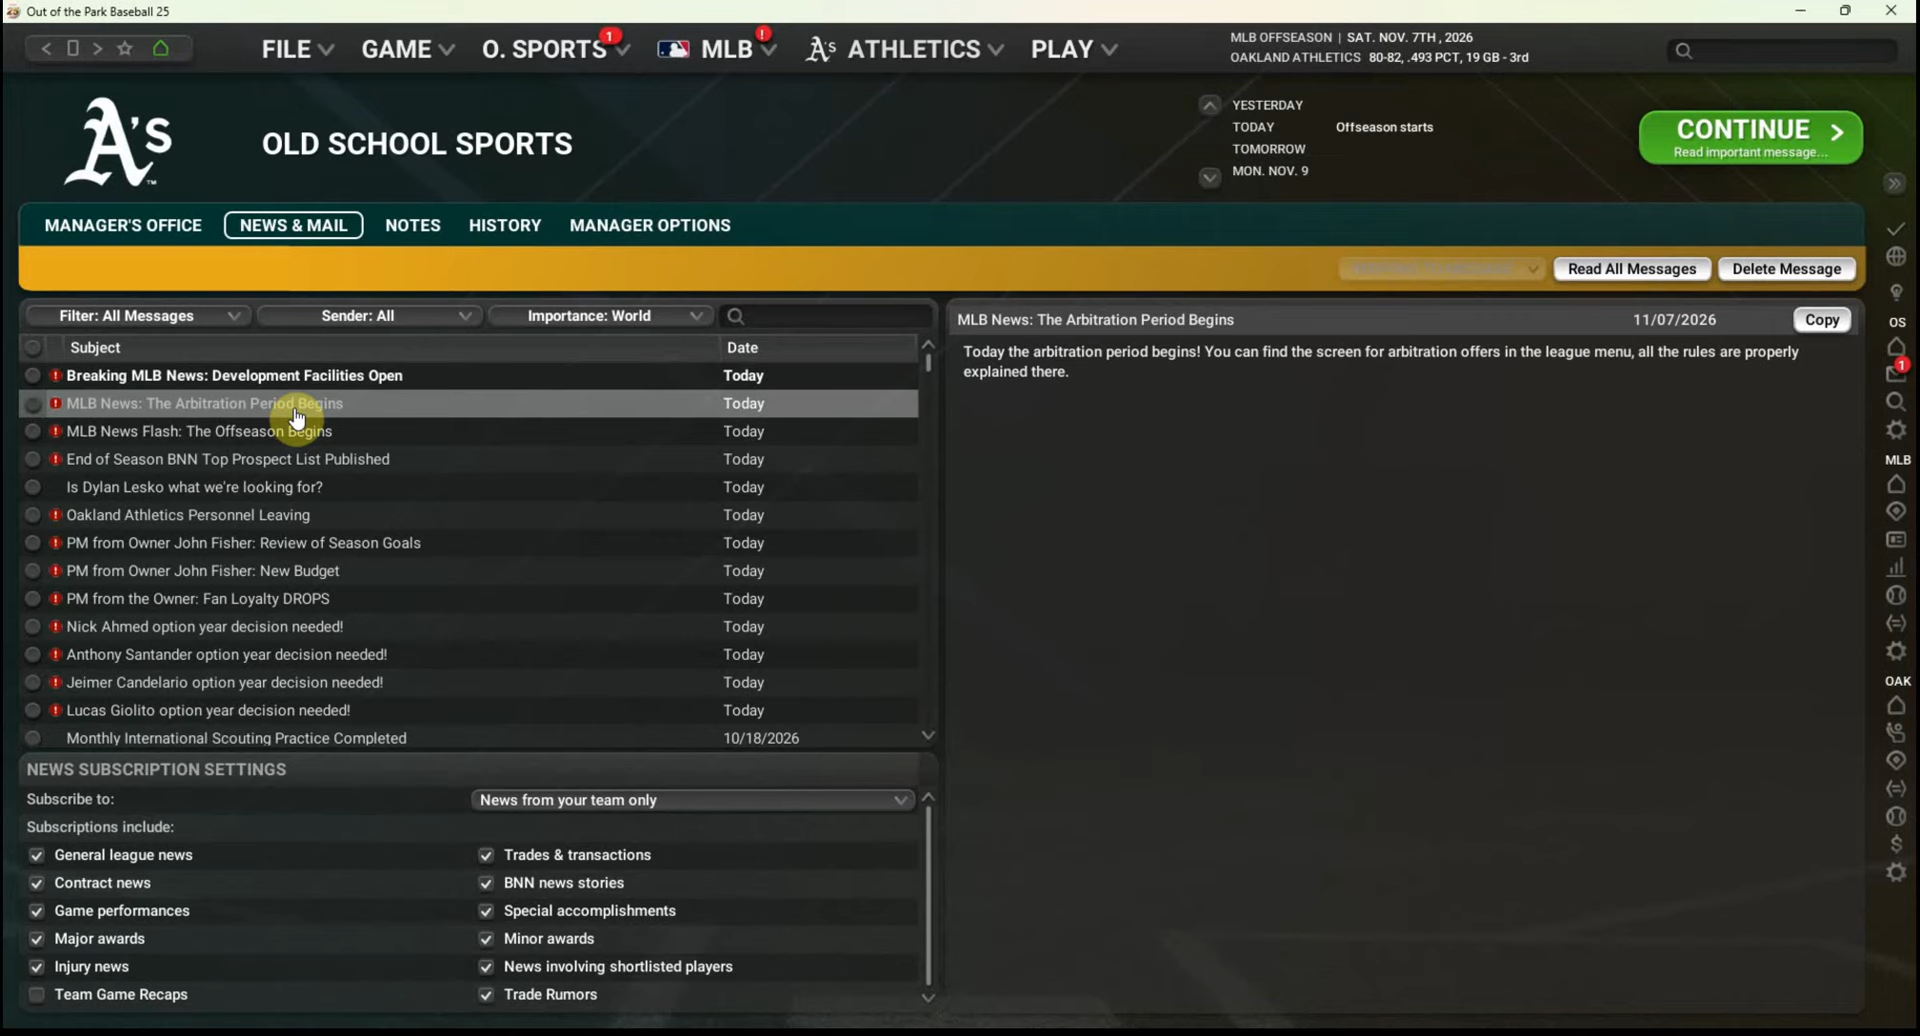 Out of the Park Baseball 25
FILE GAME O. SPORTS 1 MLB ! A's ATHLETICS PLAY
MLB OFFSEASON | SAT. NOV. 7TH, 2026
OAKLAND ATHLETICS 80-82, .493 PCT, 19 GB - 3rd
A's
OLD SCHOOL SPORTS
YESTERDAY
TODAY Offseason starts
TOMORROW
MON. NOV. 9
CONTINUE
Read important message...
MANAGER'S OFFICE NEWS & MAIL NOTES HISTORY MANAGER OPTIONS
Read All Messages Delete Message
Filter: All Messages Sender: All Importance: World
Subject Date
Breaking MLB News: Development Facilities Open Today
MLB News: The Arbitration Period Begins Today
MLB News Flash: The Offseason Begins Today
End of Season BNN Top Prospect List Published Today
Is Dylan Lesko what we're looking for? Today
Oakland Athletics Personnel Leaving Today
PM from Owner John Fisher: Review of Season Goals Today
PM from Owner John Fisher: New Budget Today
PM from the Owner: Fan Loyalty DROPS Today
Nick Ahmed option year decision needed! Today
Anthony Santander option year decision needed! Today
Jeimer Candelario option year decision needed! Today
Lucas Giolito option year decision needed! Today
Monthly International Scouting Practice Completed 10/18/2026
NEWS SUBSCRIPTION SETTINGS
Subscribe to: News from your team only
Subscriptions include:
General league news Trades & transactions
Contract news BNN news stories
Game performances Special accomplishments
Major awards Minor awards
Injury news News involving shortlisted players
Team Game Recaps Trade Rumors
MLB News: The Arbitration Period Begins 11/07/2026 Copy
Today the arbitration period begins! You can find the screen for arbitration offers in the league menu, all the rules are properly
explained there.
OS
1
MLB
OAK